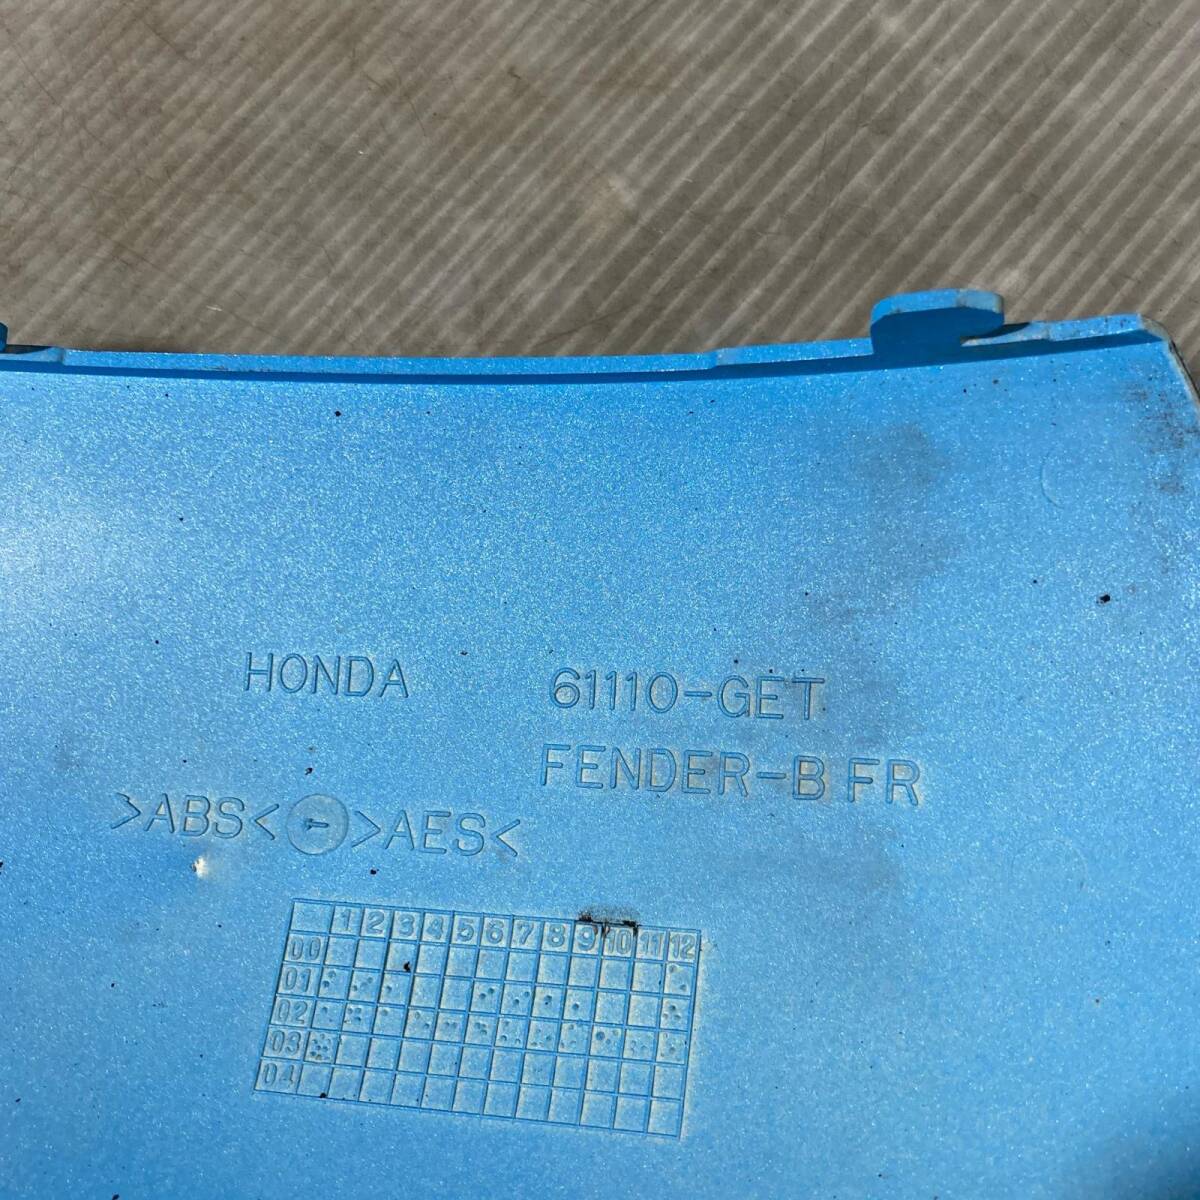 HONDA 61110-GET
FENDER-B FR
>ABS< >AES<
1 2 3 4 5 6 7 8 9 10 11 12
00
01
02
03
04